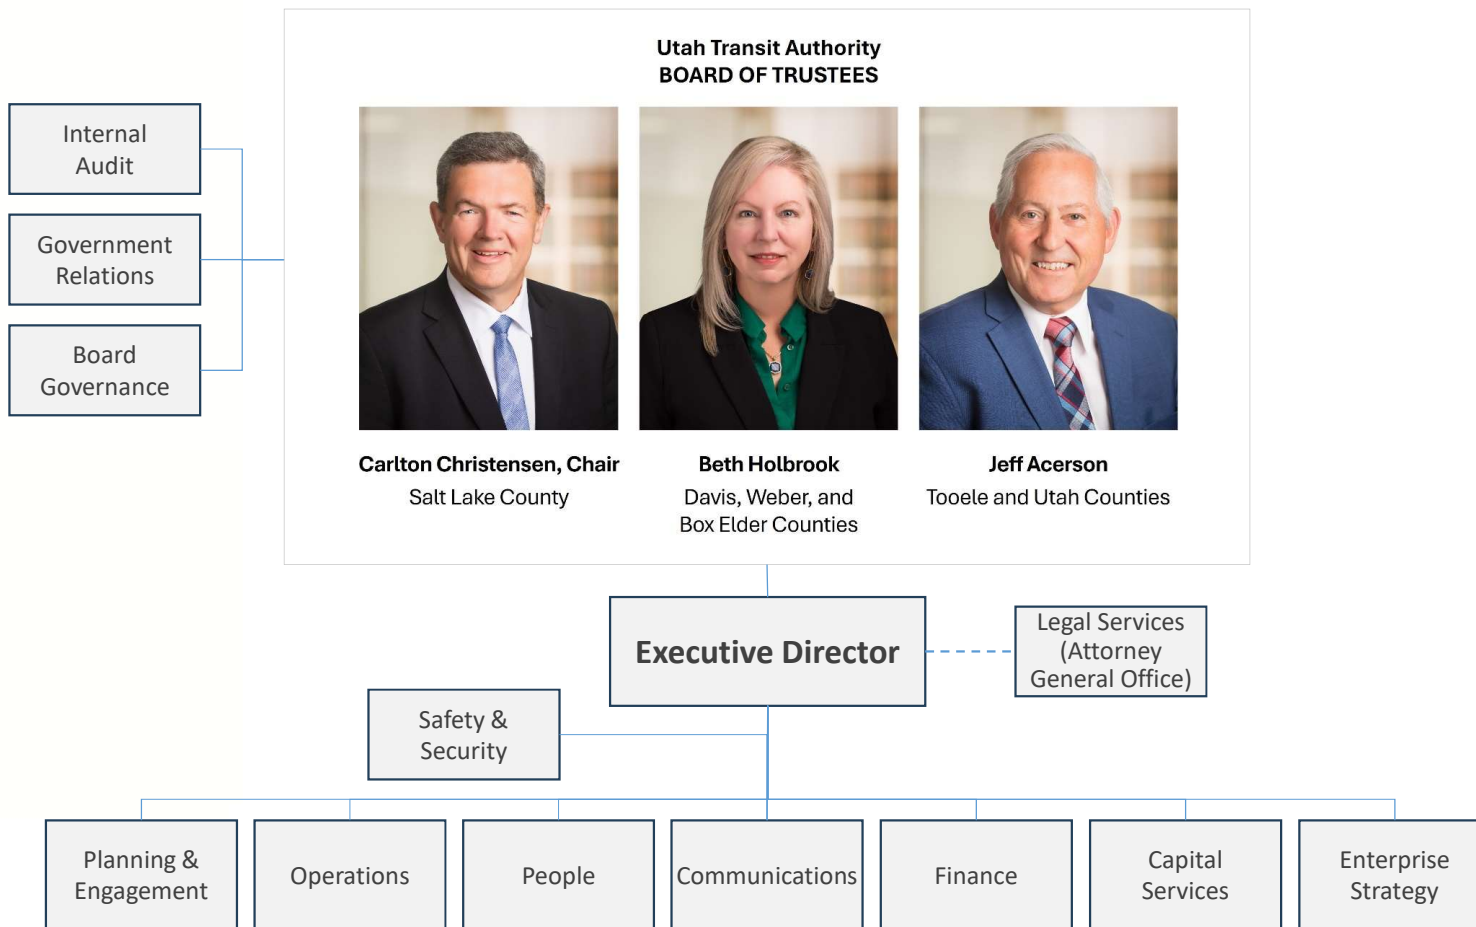 Utah Transit Authority
BOARD OF TRUSTEES
Internal
Audit
Government
Relations
Board
Governance
Carlton Christensen, Chair
Salt Lake County
Beth Holbrook
Davis, Weber, and
Box Elder Counties
Jeff Acerson
Tooele and Utah Counties
Executive Director
Legal Services
(Attorney
General Office)
Safety &
Security
Planning &
Engagement
Operations
People
Communications
Finance
Capital
Services
Enterprise
Strategy